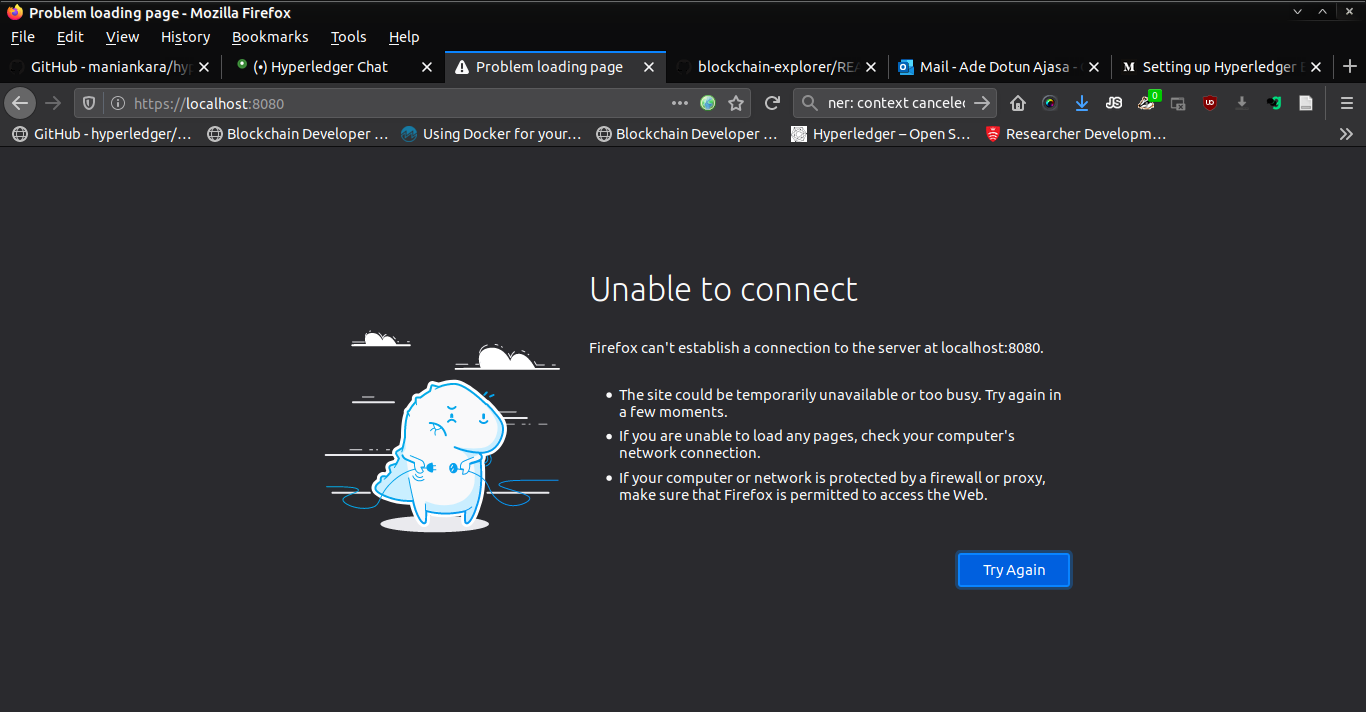 Problem loading page - Mozilla Firefox
File Edit View History Bookmarks Tools Help
GitHub - maniankara/hyp (•) Hyperledger Chat Problem loading page blockchain-explorer/REA Mail - Ade Dotun Ajasa - M Setting up Hyperledger
https://localhost:8080 ner: context canceled JS 0 UD
GitHub - hyperledger/... Blockchain Developer ... Using Docker for your... Blockchain Developer ... Hyperledger – Open S... Researcher Developm...
Unable to connect
Firefox can't establish a connection to the server at localhost:8080.
• The site could be temporarily unavailable or too busy. Try again in
a few moments.
• If you are unable to load any pages, check your computer's
network connection.
• If your computer or network is protected by a firewall or proxy,
make sure that Firefox is permitted to access the Web.
Try Again